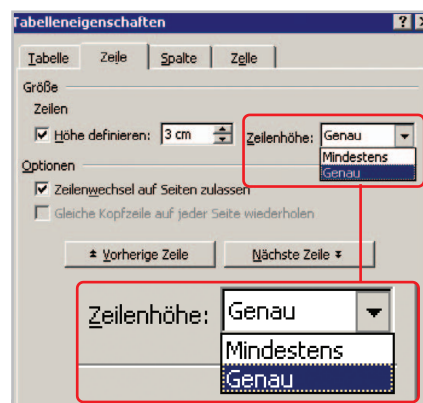 Tabelleneigenschaften
Tabelle Zeile Spalte Zelle
Größe
Zeilen
Höhe definieren: 3 cm Zeilenhöhe: Genau
Mindestens
Genau
Optionen
Zeilenwechsel auf Seiten zulassen
Gleiche Kopfzeile auf jeder Seite wiederholen
Vorherige Zeile Nächste Zeile
Zeilenhöhe: Genau
Mindestens
Genau